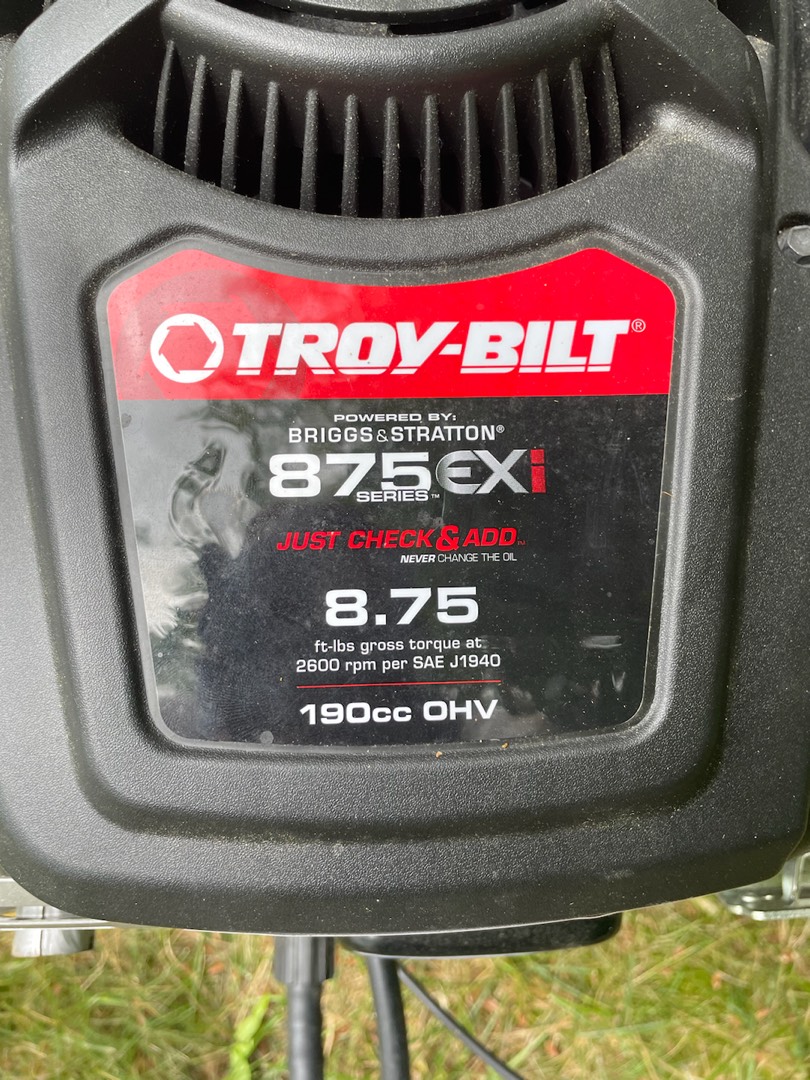 TROY-BILT®
POWERED BY:
BRIGGS & STRATTON®
875EXi
SERIES™
JUST CHECK & ADD™
NEVER CHANGE THE OIL
8.75
ft-lbs gross torque at
2600 rpm per SAE J1940
190cc OHV